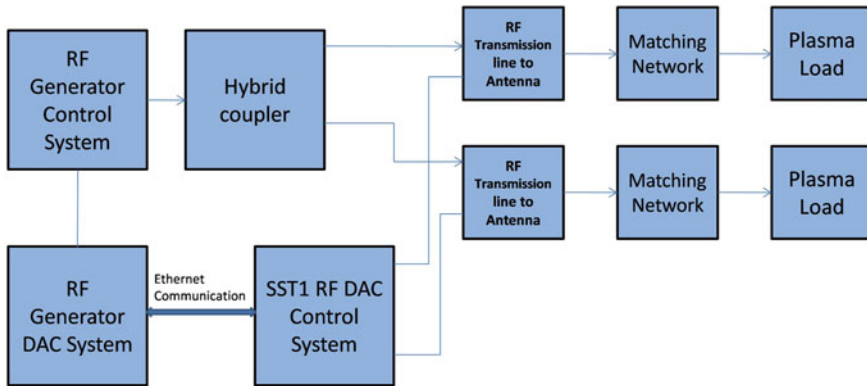 RF
Generator
Control
System
Hybrid
coupler
RF
Transmission
line to
Antenna
Matching
Network
Plasma
Load
RF
Transmission
line to
Antenna
Matching
Network
Plasma
Load
RF
Generator
DAC System
Ethernet
Communication
SST1 RF DAC
Control
System